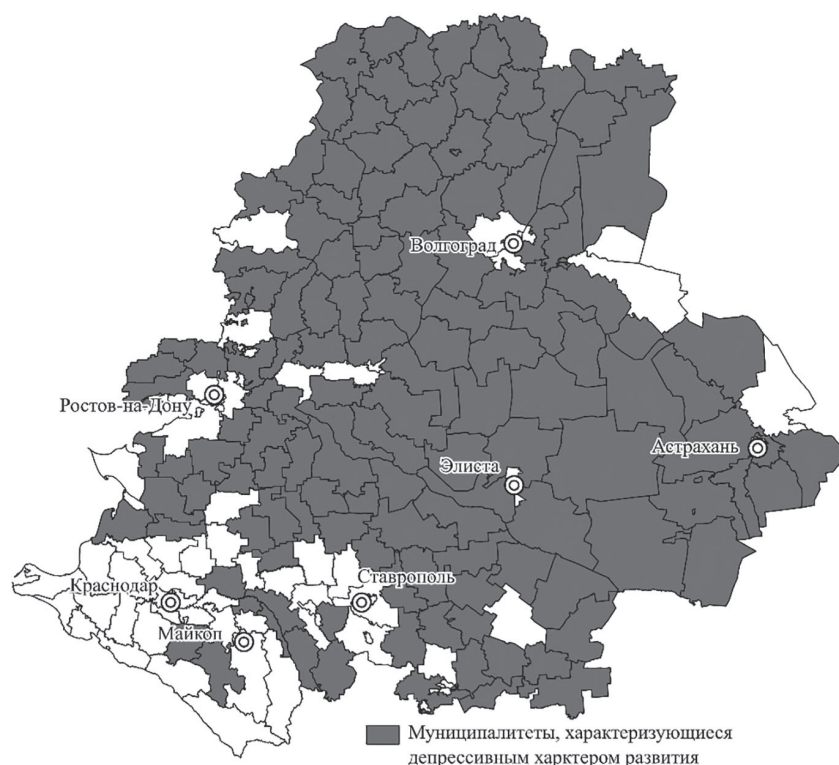 Волгоград
Ростов-на-Дону
Астрахань
Элиста
Ставрополь
Краснодар
Майкоп
Муниципалитеты, характеризующиеся
депрессивным харктером развития